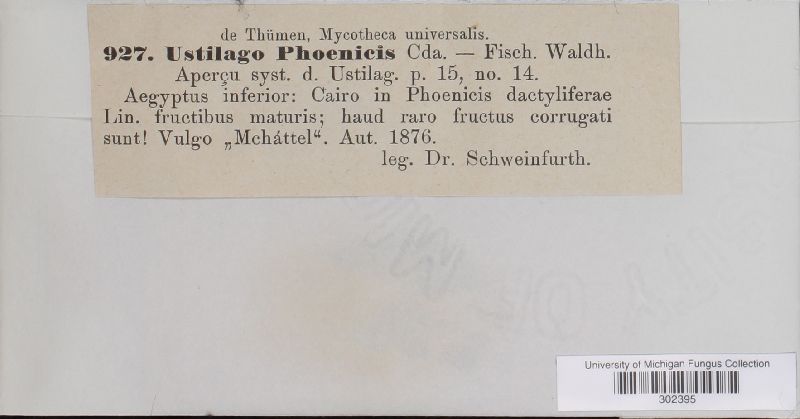 de Thümen, Mycotheca universalis.
927. Ustilago Phoenicis Cda. — Fisch. Waldh.
Aperçu syst. d. Ustilag. p. 15, no. 14.
Aegyptus inferior: Cairo in Phoenicis dactyliferae
Lin. fructibus maturis; haud raro fructus corrugati
sunt! Vulgo „Mcháttel“. Aut. 1876.
leg. Dr. Schweinfurth.
University of Michigan Fungus Collection
302395